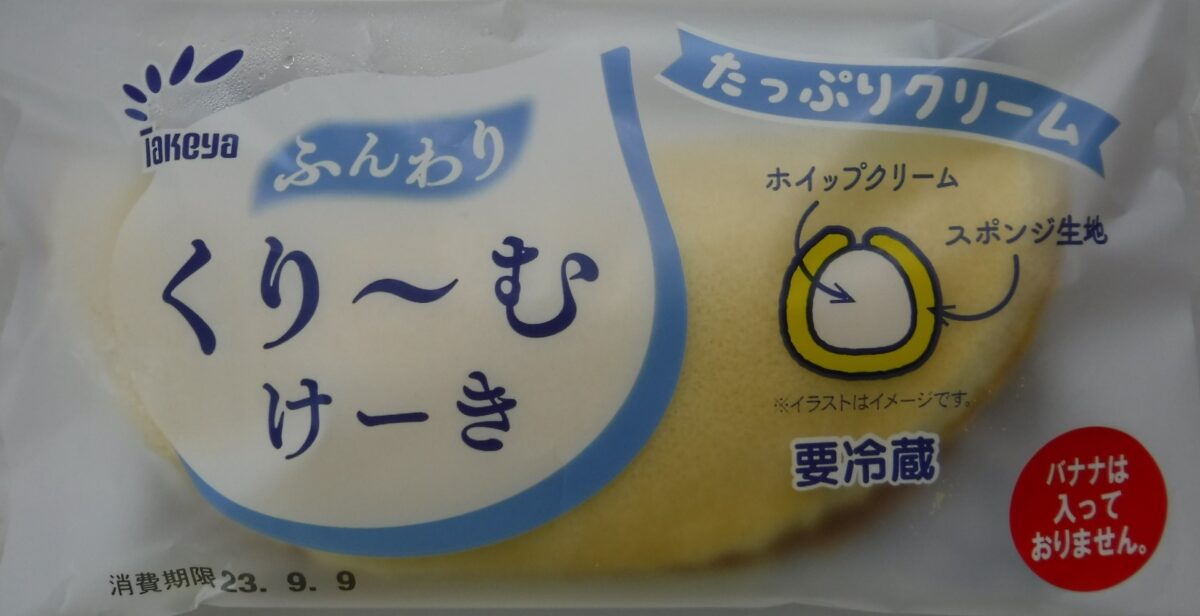 Takeya
ふんわり
くり〜む
けーき
たっぷりクリーム
ホイップクリーム
スポンジ生地
※イラストはイメージです。
要冷蔵
バナナは
入って
おりません。
消費期限 23. 9. 9